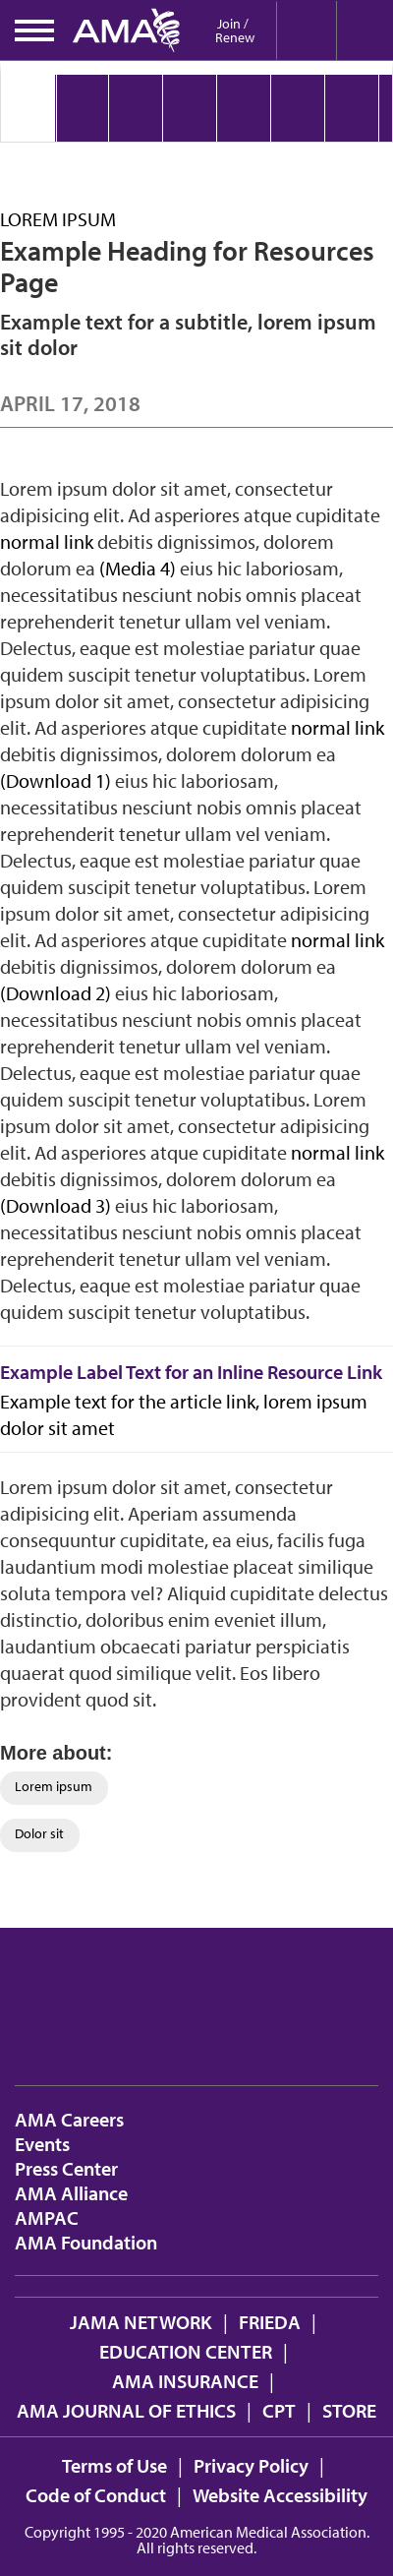 AMA
Join /
Renew
LOREM IPSUM
Example Heading for Resources
Page
Example text for a subtitle, lorem ipsum
sit dolor
APRIL 17, 2018
Lorem ipsum dolor sit amet, consectetur
adipisicing elit. Ad asperiores atque cupiditate
normal link debitis dignissimos, dolorem
dolorum ea (Media 4) eius hic laboriosam,
necessitatibus nesciunt nobis omnis placeat
reprehenderit tenetur ullam vel veniam.
Delectus, eaque est molestiae pariatur quae
quidem suscipit tenetur voluptatibus. Lorem
ipsum dolor sit amet, consectetur adipisicing
elit. Ad asperiores atque cupiditate normal link
debitis dignissimos, dolorem dolorum ea
(Download 1) eius hic laboriosam,
necessitatibus nesciunt nobis omnis placeat
reprehenderit tenetur ullam vel veniam.
Delectus, eaque est molestiae pariatur quae
quidem suscipit tenetur voluptatibus. Lorem
ipsum dolor sit amet, consectetur adipisicing
elit. Ad asperiores atque cupiditate normal link
debitis dignissimos, dolorem dolorum ea
(Download 2) eius hic laboriosam,
necessitatibus nesciunt nobis omnis placeat
reprehenderit tenetur ullam vel veniam.
Delectus, eaque est molestiae pariatur quae
quidem suscipit tenetur voluptatibus. Lorem
ipsum dolor sit amet, consectetur adipisicing
elit. Ad asperiores atque cupiditate normal link
debitis dignissimos, dolorem dolorum ea
(Download 3) eius hic laboriosam,
necessitatibus nesciunt nobis omnis placeat
reprehenderit tenetur ullam vel veniam.
Delectus, eaque est molestiae pariatur quae
quidem suscipit tenetur voluptatibus.
Example Label Text for an Inline Resource Link
Example text for the article link, lorem ipsum
dolor sit amet
Lorem ipsum dolor sit amet, consectetur
adipisicing elit. Aperiam assumenda
consequuntur cupiditate, ea eius, facilis fuga
laudantium modi molestiae placeat similique
soluta tempora vel? Aliquid cupiditate delectus
distinctio, doloribus enim eveniet illum,
laudantium obcaecati pariatur perspiciatis
quaerat quod similique velit. Eos libero
provident quod sit.
More about:
Lorem ipsum
Dolor sit
AMA Careers
Events
Press Center
AMA Alliance
AMPAC
AMA Foundation
JAMA NETWORK | FRIEDA |
EDUCATION CENTER |
AMA INSURANCE |
AMA JOURNAL OF ETHICS | CPT | STORE
Terms of Use | Privacy Policy |
Code of Conduct | Website Accessibility
Copyright 1995 - 2020 American Medical Association.
All rights reserved.